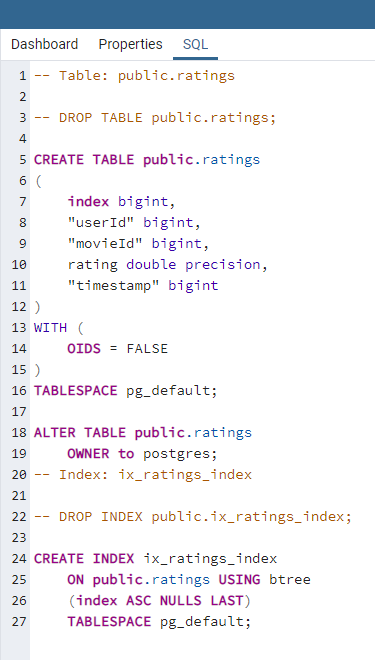 Dashboard Properties SQL
1 -- Table: public.ratings
2
3 -- DROP TABLE public.ratings;
4
5 CREATE TABLE public.ratings
6 (
7     index bigint,
8     "userId" bigint,
9     "movieId" bigint,
10     rating double precision,
11     "timestamp" bigint
12 )
13 WITH (
14     OIDS = FALSE
15 )
16 TABLESPACE pg_default;
17
18 ALTER TABLE public.ratings
19     OWNER to postgres;
20 -- Index: ix_ratings_index
21
22 -- DROP INDEX public.ix_ratings_index;
23
24 CREATE INDEX ix_ratings_index
25     ON public.ratings USING btree
26     (index ASC NULLS LAST)
27     TABLESPACE pg_default;